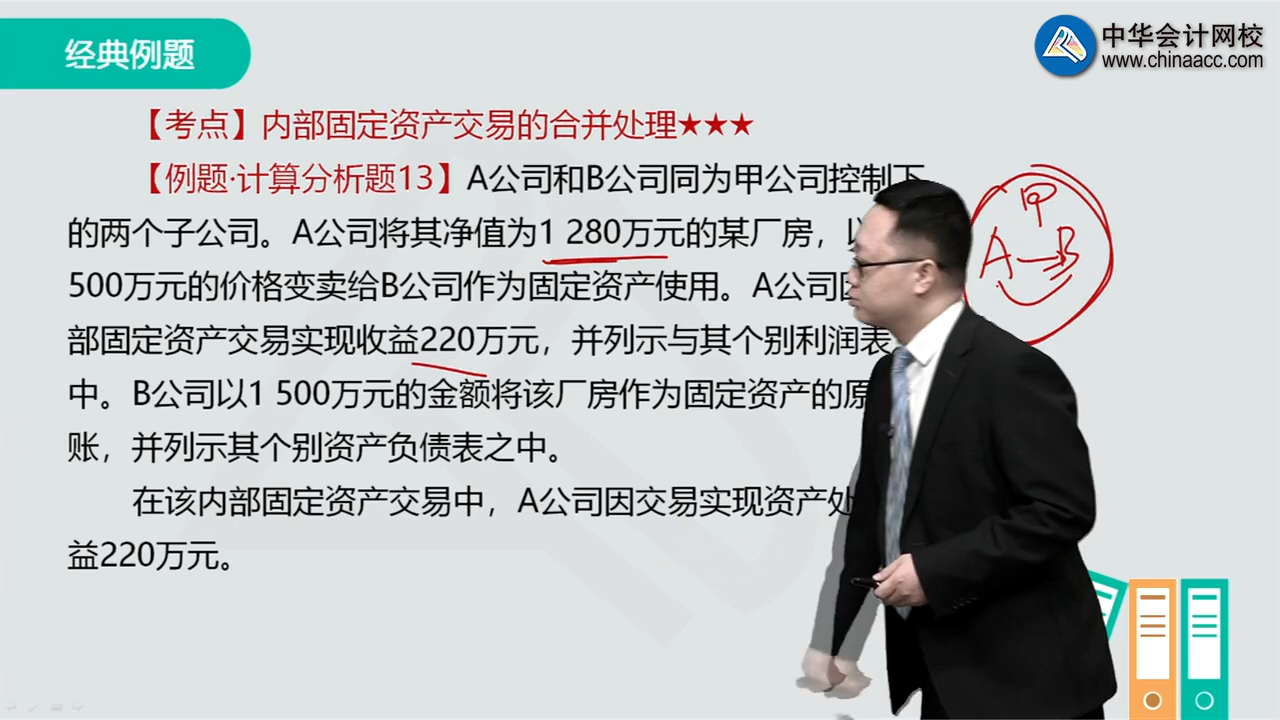 经典例题
中华会计网校
www.chinaacc.com
【考点】内部固定资产交易的合并处理★★★
【例题·计算分析题13】A公司和B公司同为甲公司控制下
的两个子公司。A公司将其净值为1 280万元的某厂房，以
500万元的价格变卖给B公司作为固定资产使用。A公司因
部固定资产交易实现收益220万元，并列示与其个别利润表
中。B公司以1 500万元的金额将该厂房作为固定资产的原
账，并列示其个别资产负债表之中。
在该内部固定资产交易中，A公司因交易实现资产处
益220万元。
甲
A B